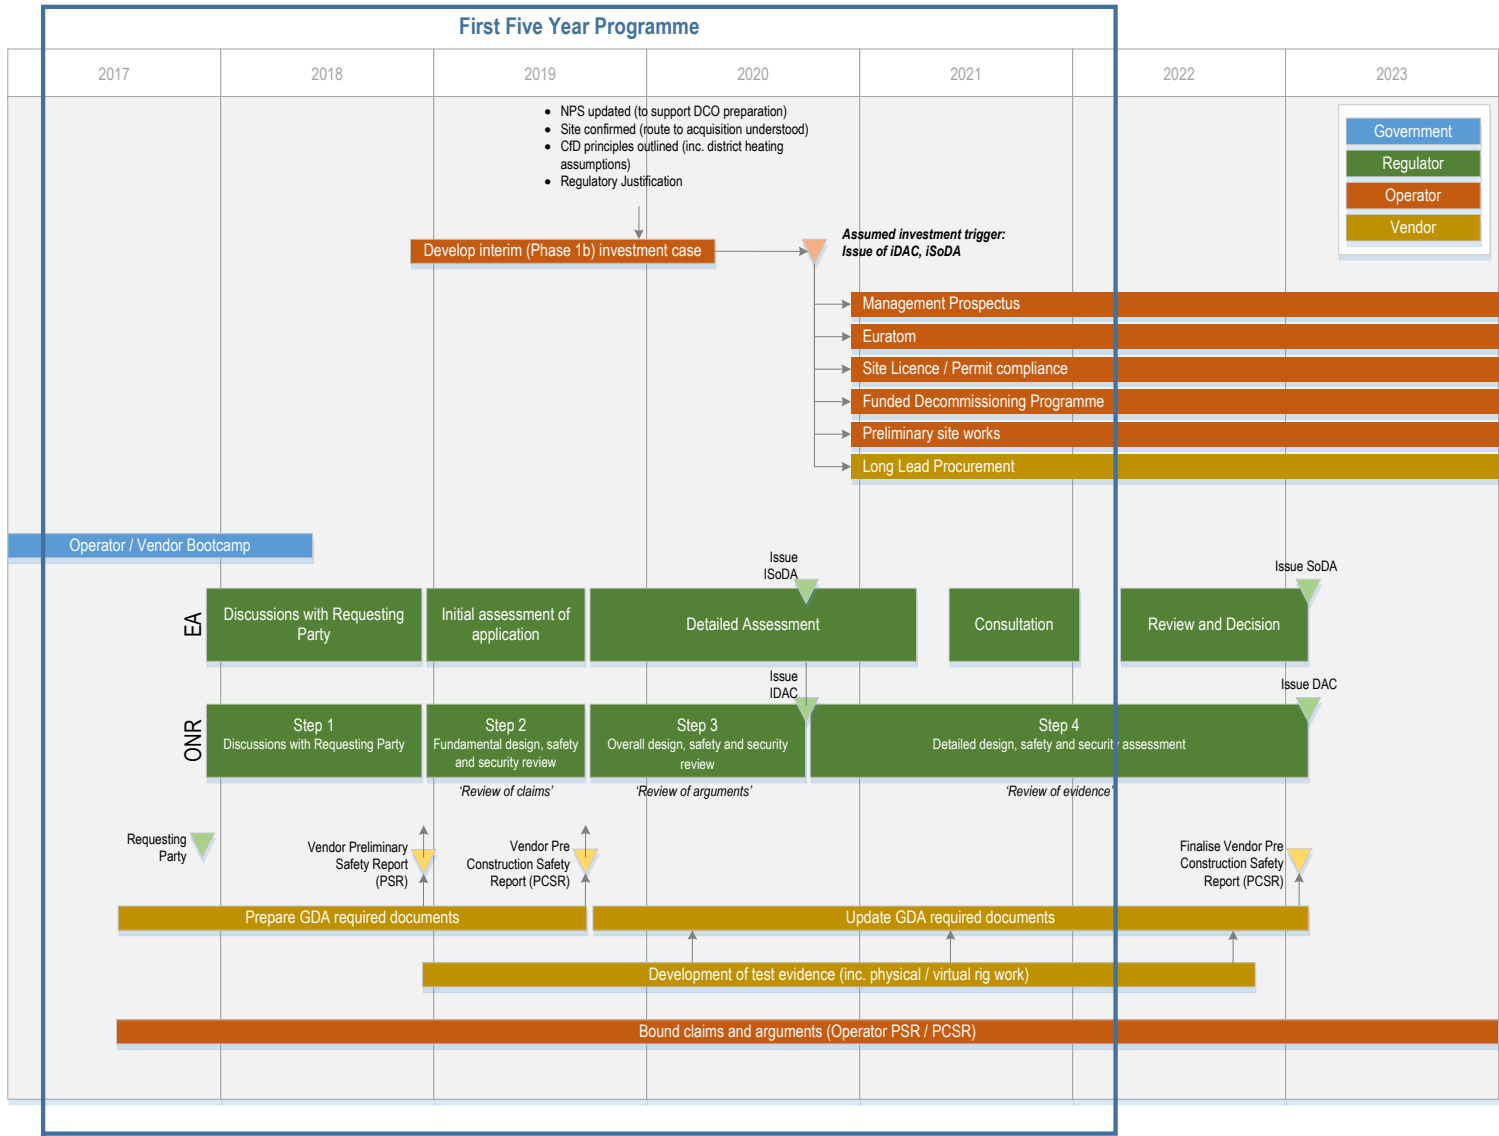 First Five Year Programme
2017
2018
2019
2020
2021
2022
2023
• NPS updated (to support DCO preparation)
• Site confirmed (route to acquisition understood)
• CfD principles outlined (inc. district heating
assumptions)
• Regulatory Justification
Government
Regulator
Operator
Vendor
Develop interim (Phase 1b) investment case
Assumed investment trigger:
Issue of iDAC, iSoDA
Management Prospectus
Euratom
Site Licence / Permit compliance
Funded Decommissioning Programme
Preliminary site works
Long Lead Procurement
Operator / Vendor Bootcamp
Issue
ISoDA
Issue SoDA
EA
Discussions with Requesting
Party
Initial assessment of
application
Detailed Assessment
Consultation
Review and Decision
Issue
IDAC
Issue DAC
ONR
Step 1
Discussions with Requesting Party
Step 2
Fundamental design, safety
and security review
Step 3
Overall design, safety and security
review
Step 4
Detailed design, safety and security assessment
'Review of claims'
'Review of arguments'
'Review of evidence'
Requesting
Party
Vendor Preliminary
Safety Report
(PSR)
Vendor Pre
Construction Safety
Report (PCSR)
Finalise Vendor Pre
Construction Safety
Report (PCSR)
Prepare GDA required documents
Update GDA required documents
Development of test evidence (inc. physical / virtual rig work)
Bound claims and arguments (Operator PSR / PCSR)